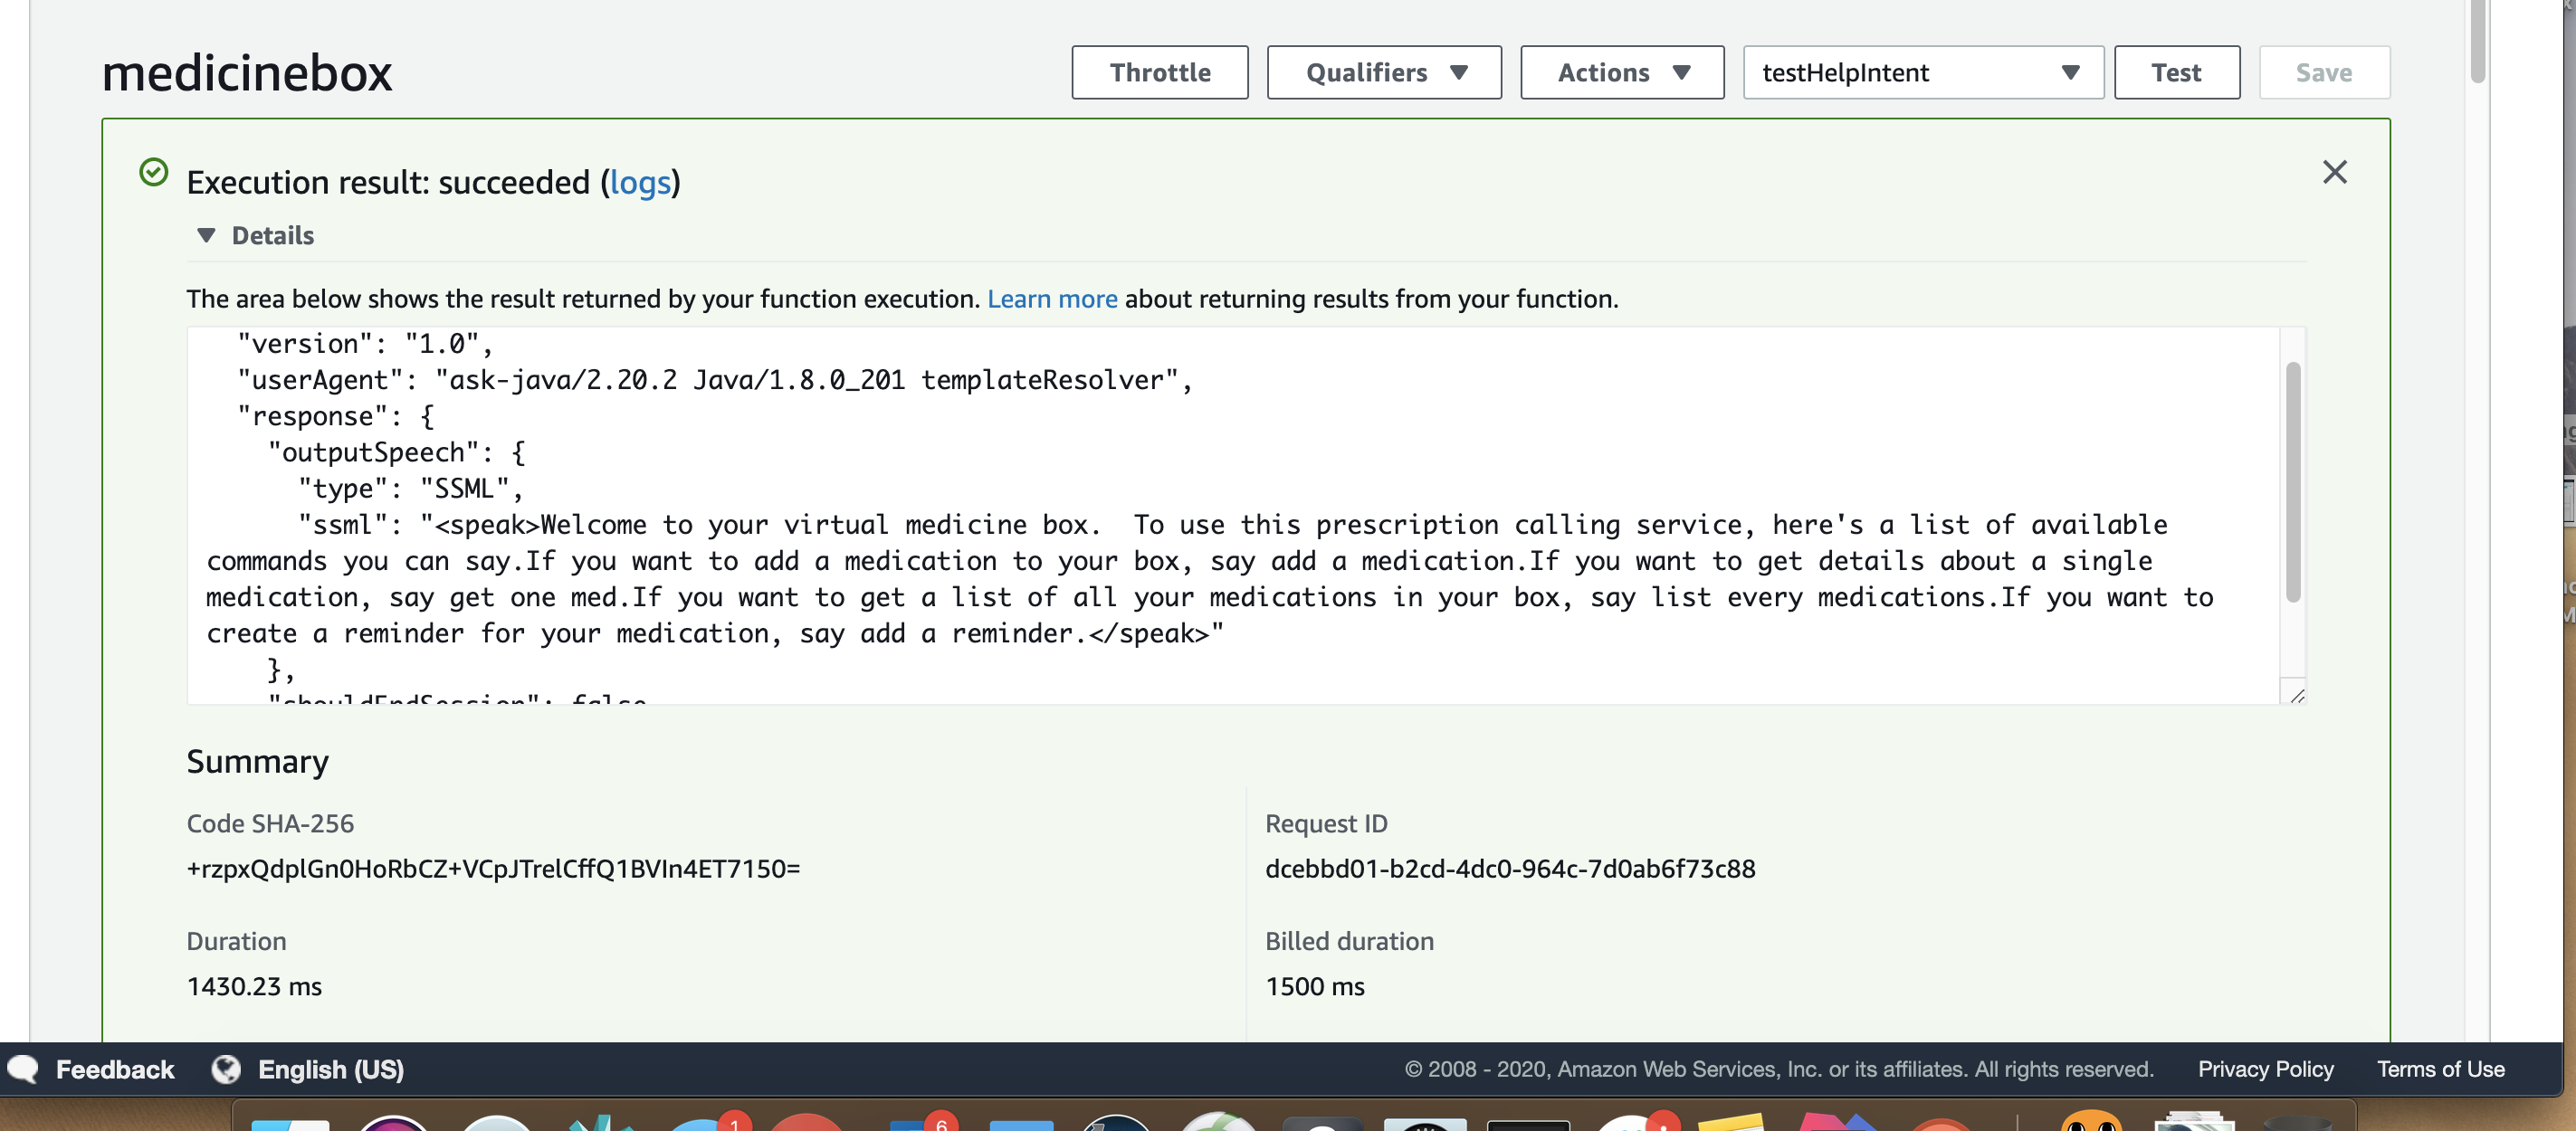 medicinebox
Throttle
Qualifiers
Actions
testHelpIntent
Test
Save
Execution result: succeeded (logs)
Details
The area below shows the result returned by your function execution. Learn more about returning results from your function.
"version": "1.0",
"userAgent": "ask-java/2.20.2 Java/1.8.0_201 templateResolver",
"response": {
"outputSpeech": {
"type": "SSML",
"ssml": "<speak>Welcome to your virtual medicine box.  To use this prescription calling service, here's a list of available
commands you can say.If you want to add a medication to your box, say add a medication.If you want to get details about a single
medication, say get one med.If you want to get a list of all your medications in your box, say list every medications.If you want to
create a reminder for your medication, say add a reminder.</speak>"
},
"shouldEndSession": false
Summary
Code SHA-256
+rzpxQdplGn0HoRbCZ+VCpJTrelCffQ1BVIn4ET7150=
Request ID
dcebbd01-b2cd-4dc0-964c-7d0ab6f73c88
Duration
1430.23 ms
Billed duration
1500 ms
Feedback
English (US)
© 2008 - 2020, Amazon Web Services, Inc. or its affiliates. All rights reserved.
Privacy Policy
Terms of Use
1
6